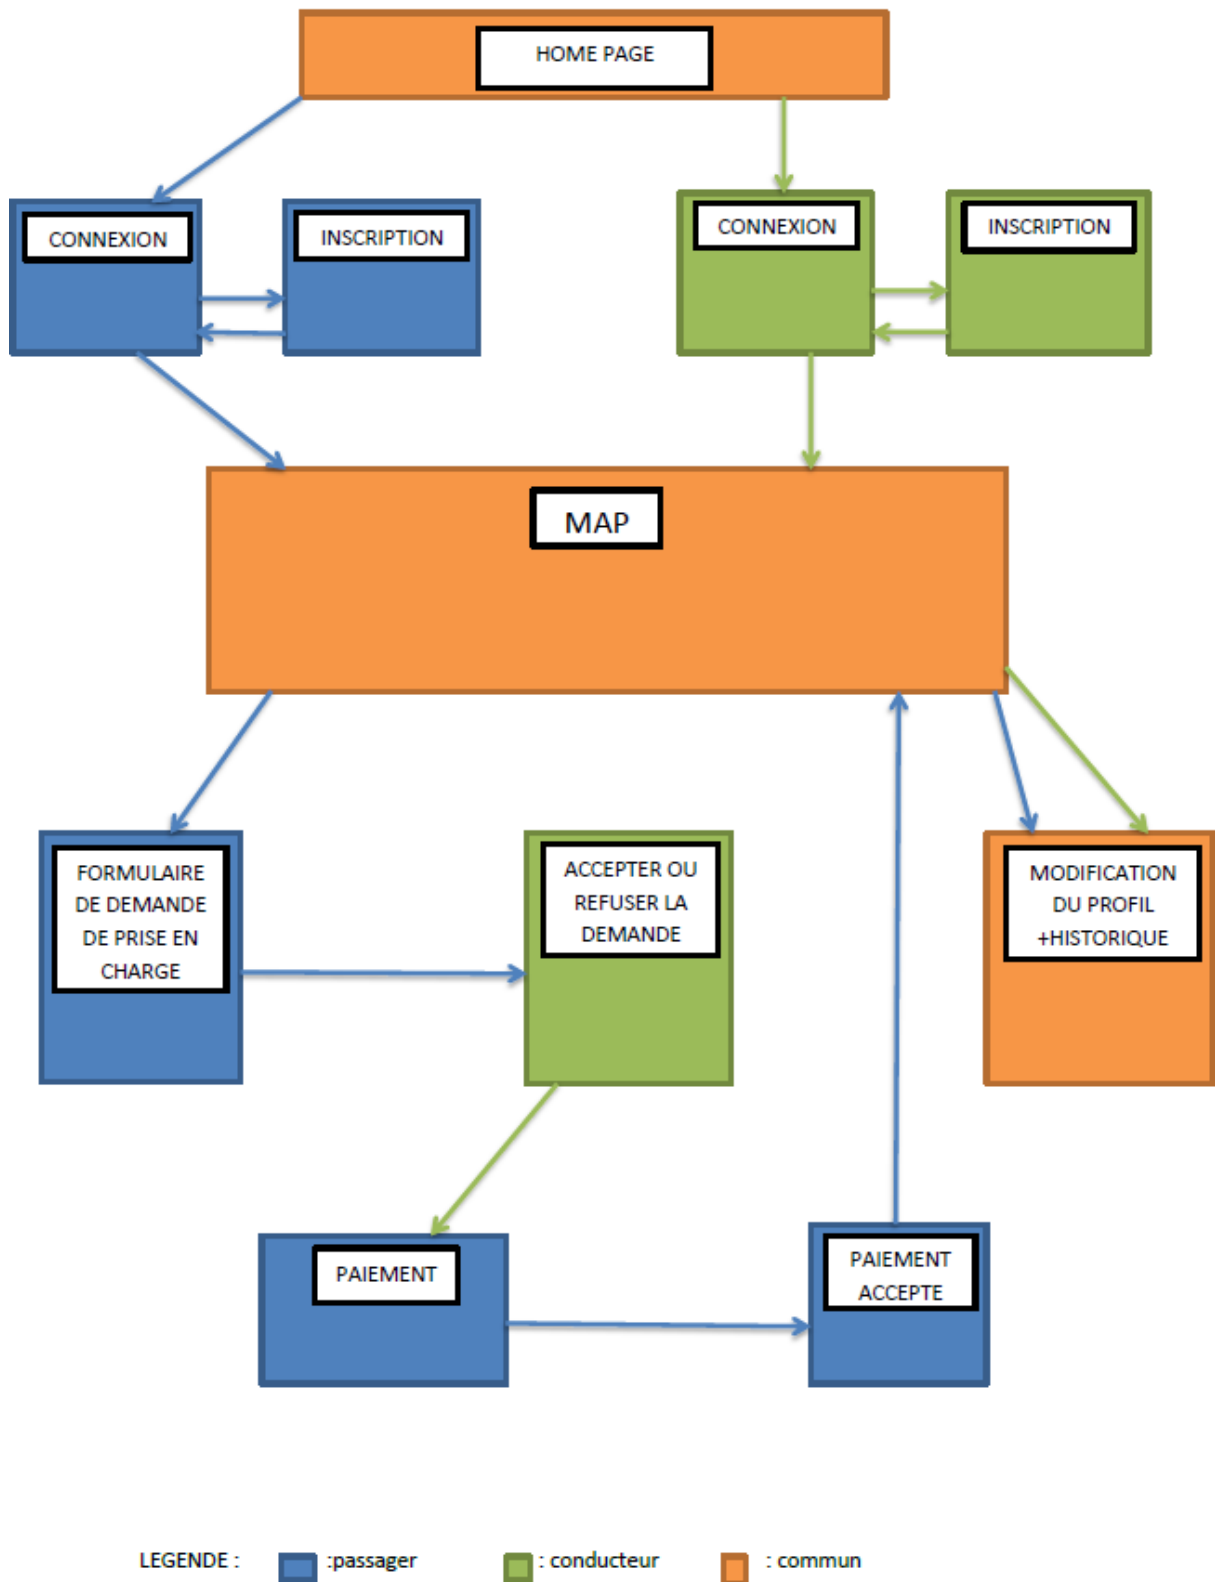 HOME PAGE
CONNEXION
INSCRIPTION
CONNEXION
INSCRIPTION
MAP
FORMULAIRE
DE DEMANDE
DE PRISE EN
CHARGE
ACCEPTER OU
REFUSER LA
DEMANDE
MODIFICATION
DU PROFIL
+HISTORIQUE
PAIEMENT
PAIEMENT
ACCEPTE
LEGENDE : :passager : conducteur : commun